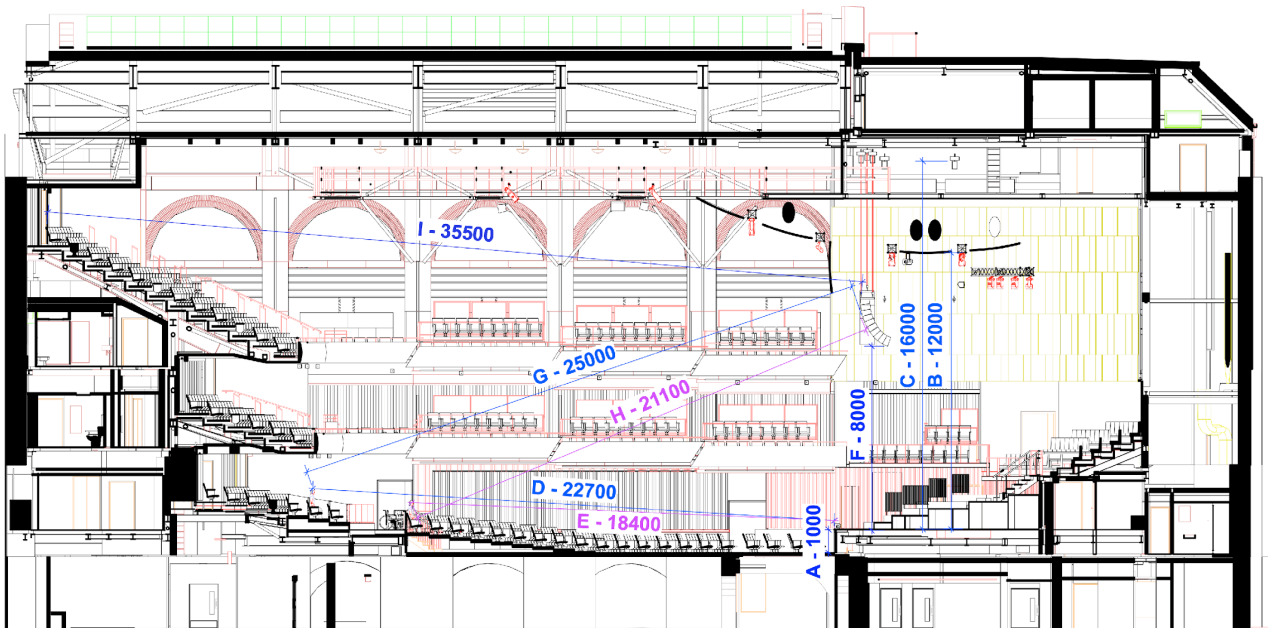 I - 35500
G - 25000
H - 21100
C - 16000
B - 12000
F - 8000
D - 22700
E - 18400
A - 1000